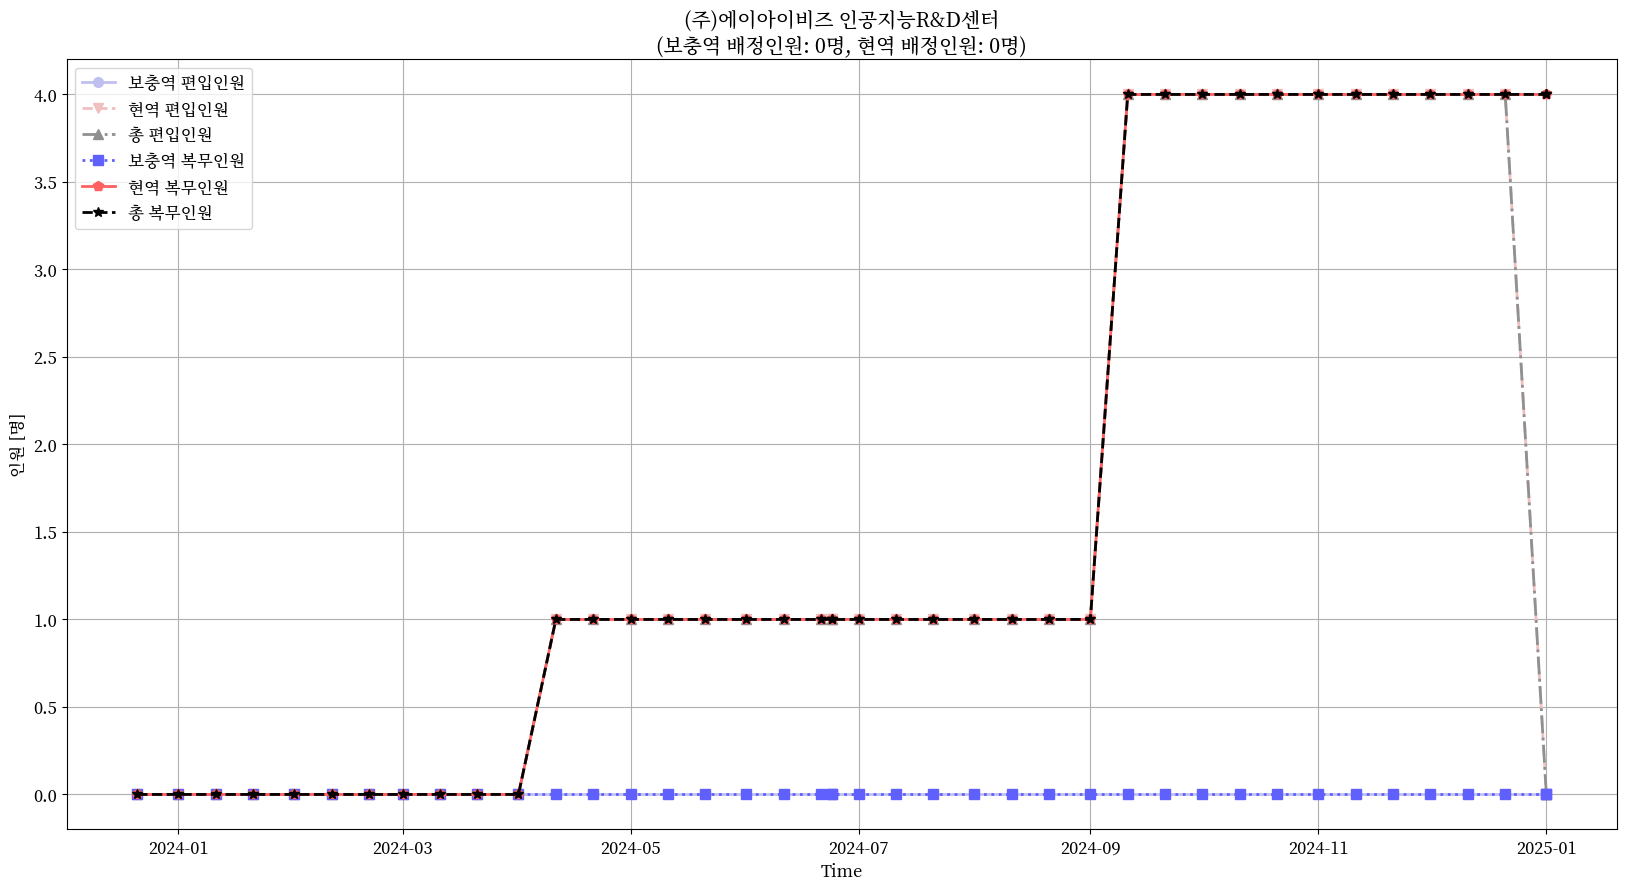 (주)에이아이비즈 인공지능R&D센터
(보충역 배정인원: 0명, 현역 배정인원: 0명)
보충역 편입인원
현역 편입인원
총 편입인원
보충역 복무인원
현역 복무인원
총 복무인원
4.0
3.5
3.0
2.5
2.0
1.5
1.0
0.5
0.0
인원 [명]
2024-01
2024-03
2024-05
2024-07
2024-09
2024-11
2025-01
Time